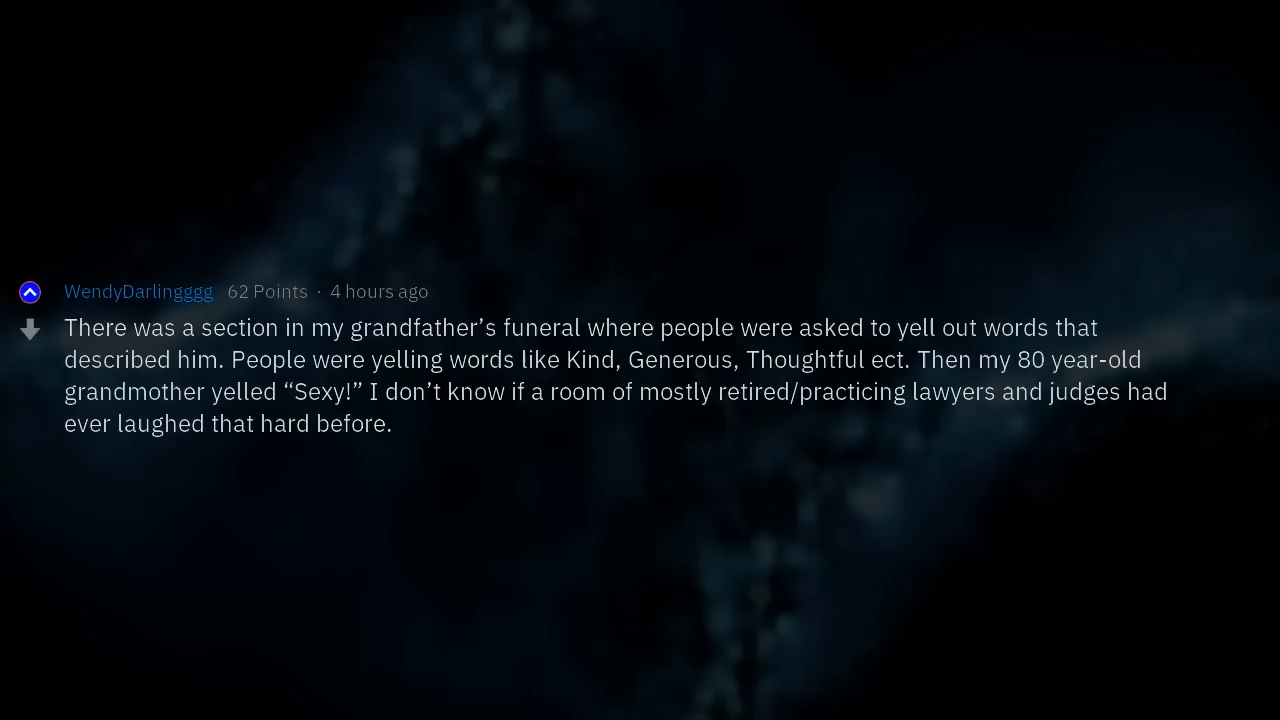 WendyDarlingggg 62 Points · 4 hours ago
There was a section in my grandfather’s funeral where people were asked to yell out words that
described him. People were yelling words like Kind, Generous, Thoughtful ect. Then my 80 year-old
grandmother yelled “Sexy!” I don’t know if a room of mostly retired/practicing lawyers and judges had
ever laughed that hard before.